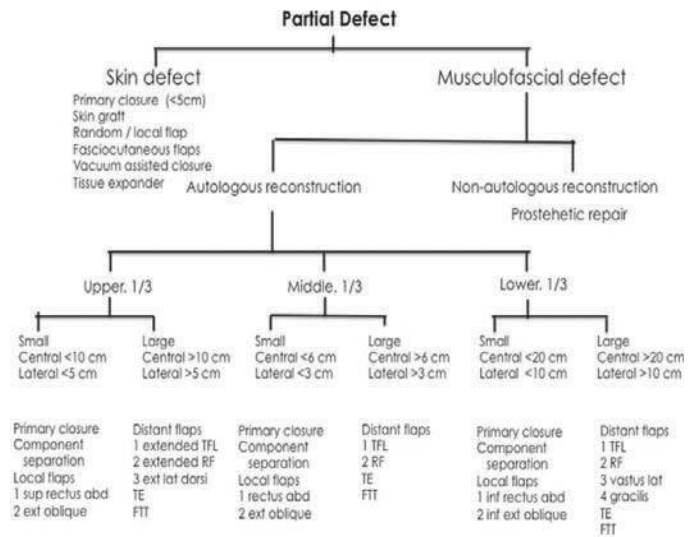 Partial Defect
Skin defect
Primary closure (<5cm)
Skin graft
Random / local flap
Fasciocutaneous flaps
Vacuum assisted closure
Tissue expander
Musculofascial defect
Autologous reconstruction
Non-autologous reconstruction
Prostehetic repair
Upper. 1/3
Small
Central <10 cm
Lateral <5 cm
Primary closure
Component
separation
Local flaps
1 sup rectus abd
2 ext oblique
Large
Central >10 cm
Lateral >5 cm
Distant flaps
1 extended TFL
2 extended RF
3 ext lat dorsi
TE
FTT
Middle. 1/3
Small
Central <6 cm
Lateral <3 cm
Primary closure
Component
separation
Local flaps
1 rectus abd
2 ext oblique
Large
Central >6 cm
Lateral >3 cm
Distant flaps
1 TFL
2 RF
TE
FTT
Lower. 1/3
Small
Central <20 cm
Lateral <10 cm
Primary closure
Component
separation
Local flaps
1 inf rectus abd
2 inf ext oblique
Large
Central >20 cm
Lateral >10 cm
Distant flaps
1 TFL
2 RF
3 vastus lat
4 gracilis
TE
FTT